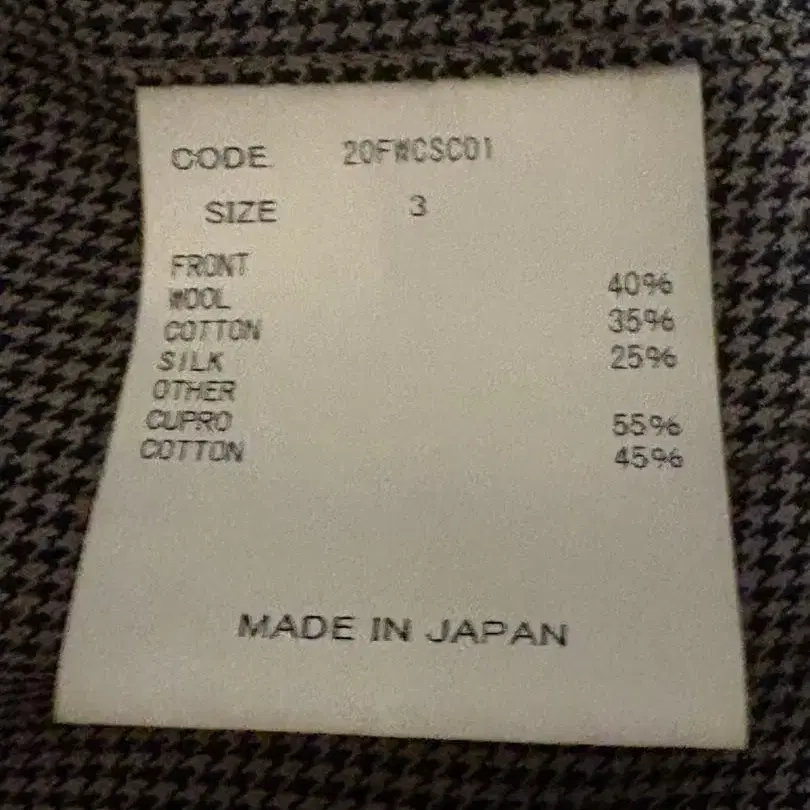 CODE 20FWCSC01
SIZE 3
FRONT
WOOL 40%
COTTON 35%
SILK 25%
OTHER
CUPRO 55%
COTTON 45%
MADE IN JAPAN